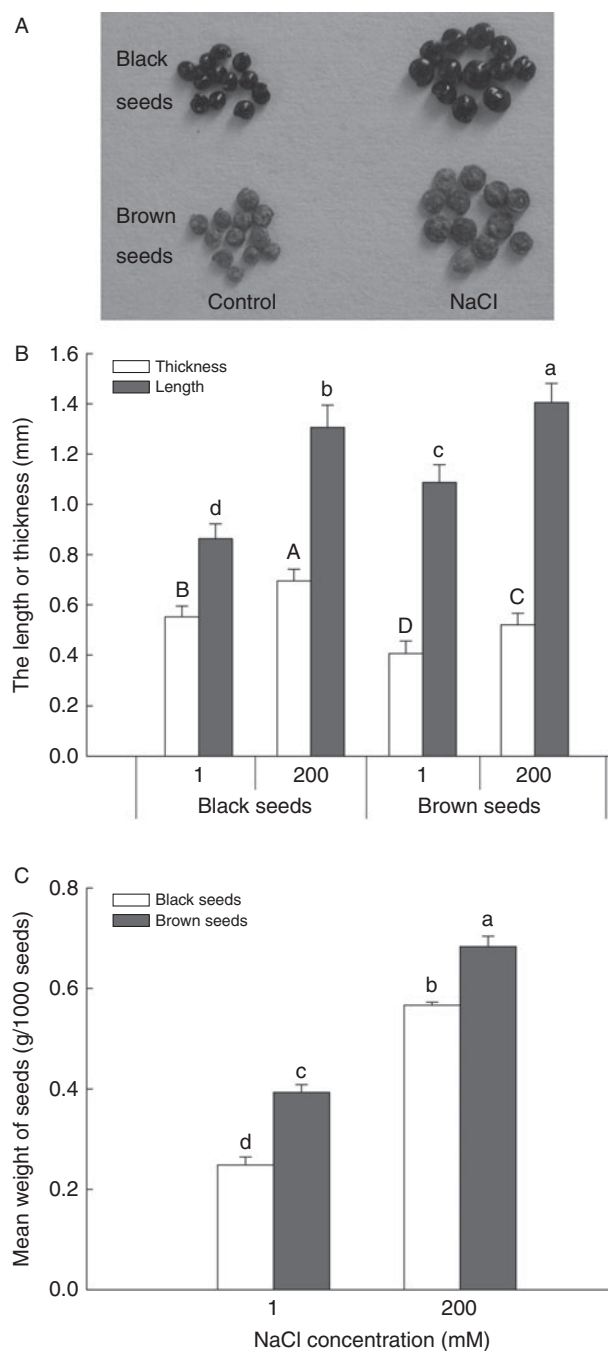 A
Black
seeds
Brown
seeds
Control
NaCl
B
1.6
1.4
1.2
1.0
0.8
0.6
0.4
0.2
0.0
The length or thickness (mm)
Thickness
Length
B
d
A
b
D
c
C
a
1
200
1
200
Black seeds
Brown seeds
C
0.8
0.6
0.4
0.2
0.0
Mean weight of seeds (g/1000 seeds)
Black seeds
Brown seeds
d
c
b
a
1
200
NaCl concentration (mM)